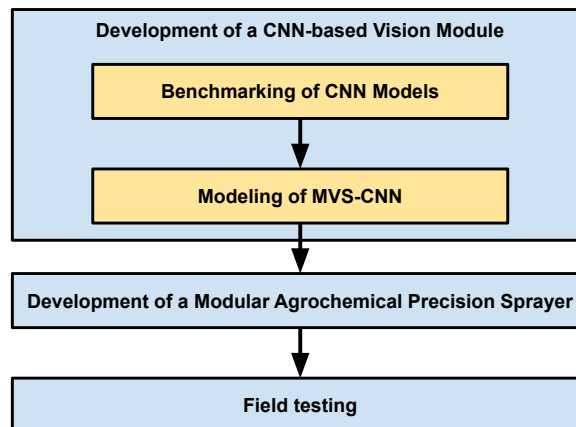 Development of a CNN-based Vision Module
Benchmarking of CNN Models
Modeling of MVS-CNN
Development of a Modular Agrochemical Precision Sprayer
Field testing